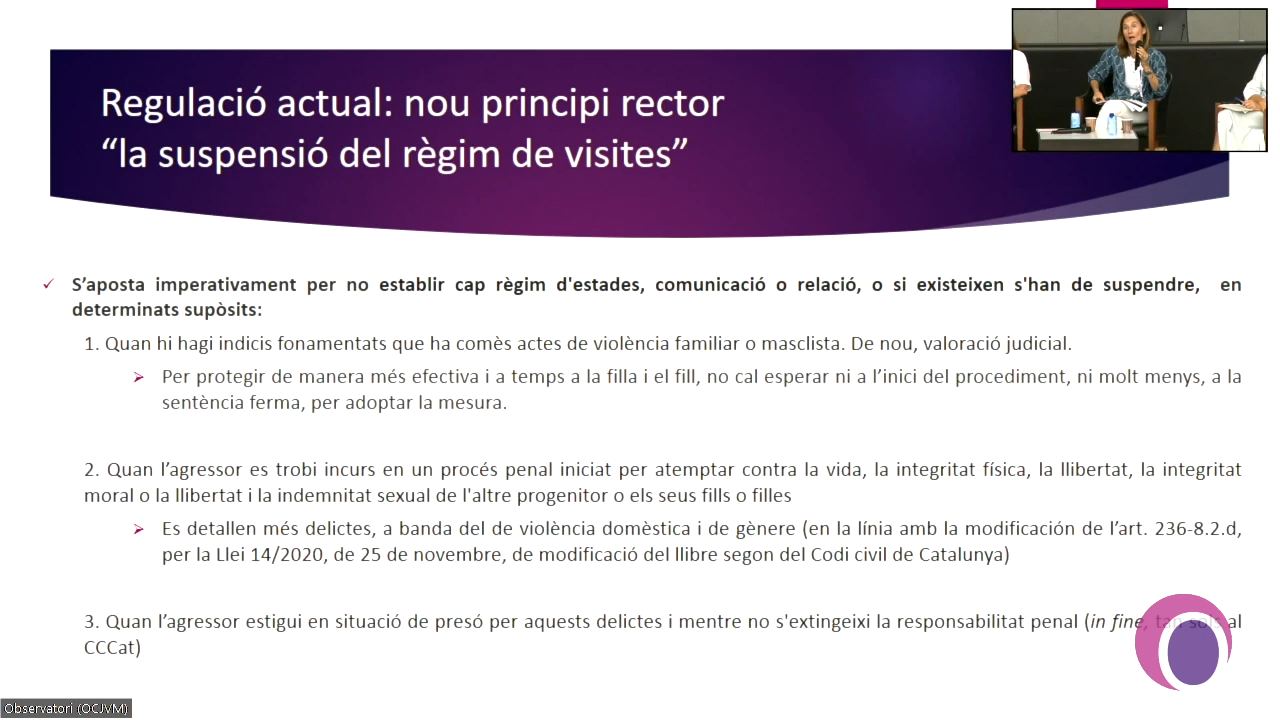 Regulació actual: nou principi rector
“la suspensió del règim de visites”
S’aposta imperativament per no establir cap règim d'estades, comunicació o relació, o si existeixen s'han de suspendre, en
determinats supòsits:
1. Quan hi hagi indicis fonamentats que ha comès actes de violència familiar o masclista. De nou, valoració judicial.
Per protegir de manera més efectiva i a temps a la filla i el fill, no cal esperar ni a l’inici del procediment, ni molt menys, a la
sentència ferma, per adoptar la mesura.
2. Quan l’agressor es trobi incurs en un procés penal iniciat per atemptar contra la vida, la integritat física, la llibertat, la integritat
moral o la llibertat i la indemnitat sexual de l'altre progenitor o els seus fills o filles
Es detallen més delictes, a banda del de violència domèstica i de gènere (en la línia amb la modificación de l’art. 236-8.2.d,
per la Llei 14/2020, de 25 de novembre, de modificació del llibre segon del Codi civil de Catalunya)
3. Quan l’agressor estigui en situació de presó per aquests delictes i mentre no s'extingeixi la responsabilitat penal (in fine, tan sols al
CCCat)
Observatori (OCJVM)